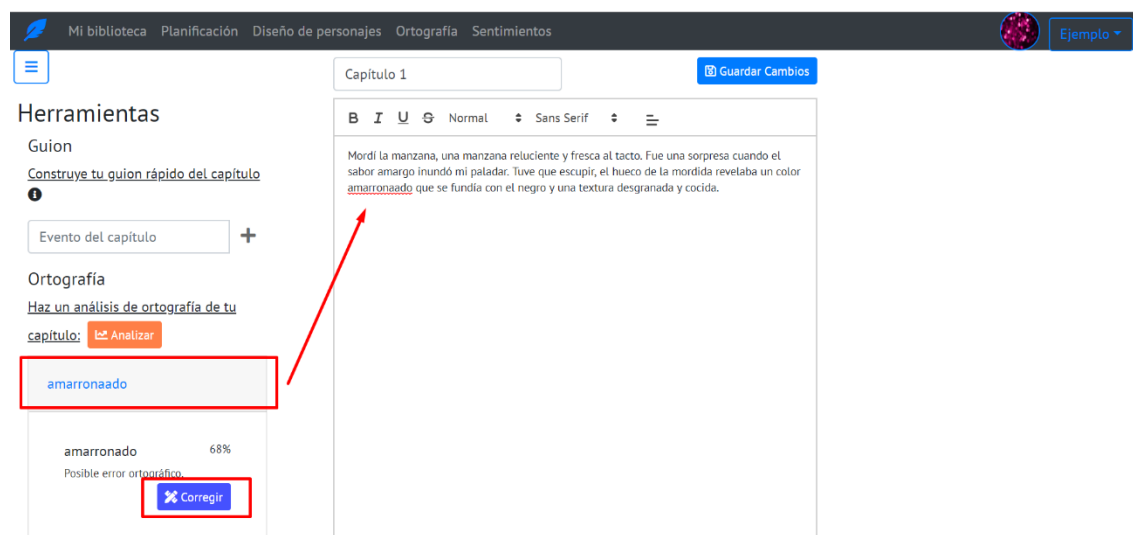 Mi biblioteca Planificación Diseño de personajes Ortografía Sentimientos Ejemplo
Capítulo 1 Guardar Cambios
Herramientas
B I U S Normal Sans Serif
Guion
Construye tu guion rápido del capítulo
Evento del capítulo
Ortografía
Haz un análisis de ortografía de tu
capítulo: Analizar
amarronaado
amarronado 68%
Posible error ortográfico.
Corregir
Mordí la manzana, una manzana reluciente y fresca al tacto. Fue una sorpresa cuando el
sabor amargo inundó mi paladar. Tuve que escupir, el hueco de la mordida revelaba un color
amarronaado que se fundía con el negro y una textura desgranada y cocida.